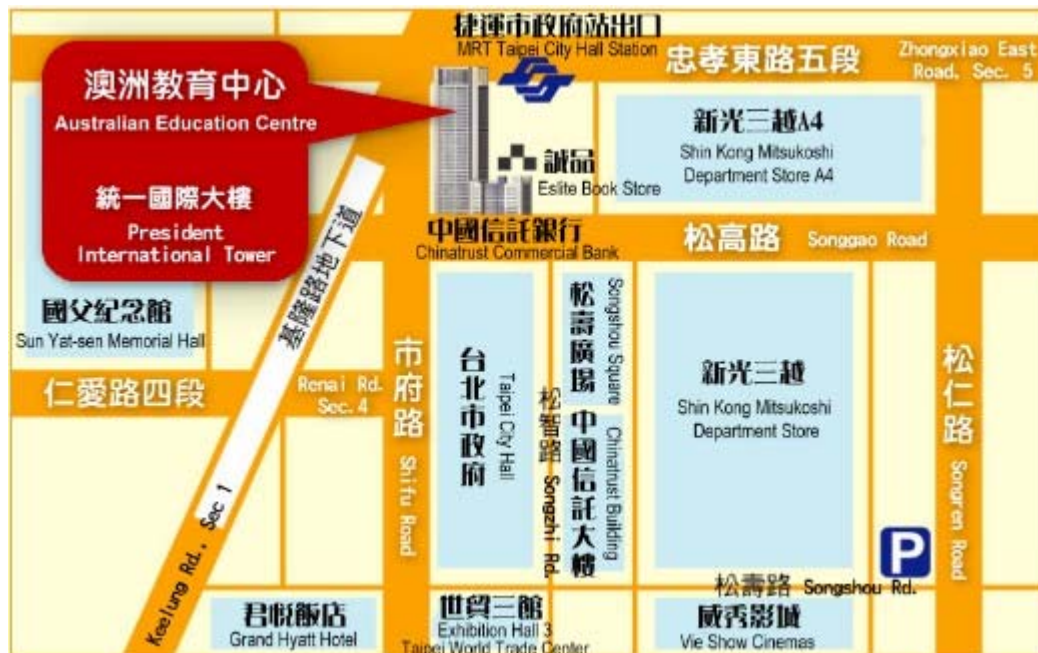 捷運市政府站出口
MRT Taipei City Hall Station
忠孝東路五段
Zhongxiao East
Road, Sec. 5
澳洲教育中心
Australian Education Centre
統一國際大樓
President
International Tower
誠品
Eslite Book Store
新光三越A4
Shin Kong Mitsukoshi
Department Store A4
中國信託銀行
Chinatrust Commercial Bank
松高路 Songgao Road
國父紀念館
Sun Yat-sen Memorial Hall
基隆路地下道
Keelung Rd., Sec 1
仁愛路四段
Renai Rd.
Sec. 4
市府路 Shifu Road
台北市政府
Taipei City Hall
松智路 Songzhi Rd.
松壽廣場
Songshou Square
中國信託大樓
Chinatrust Building
新光三越
Shin Kong Mitsukoshi
Department Store
松仁路 Songren Road
P
松壽路 Songshou Rd.
君悅飯店
Grand Hyatt Hotel
世貿三館
Exhibition Hall 3
Taipei World Trade Center
威秀影城
Vie Show Cinemas